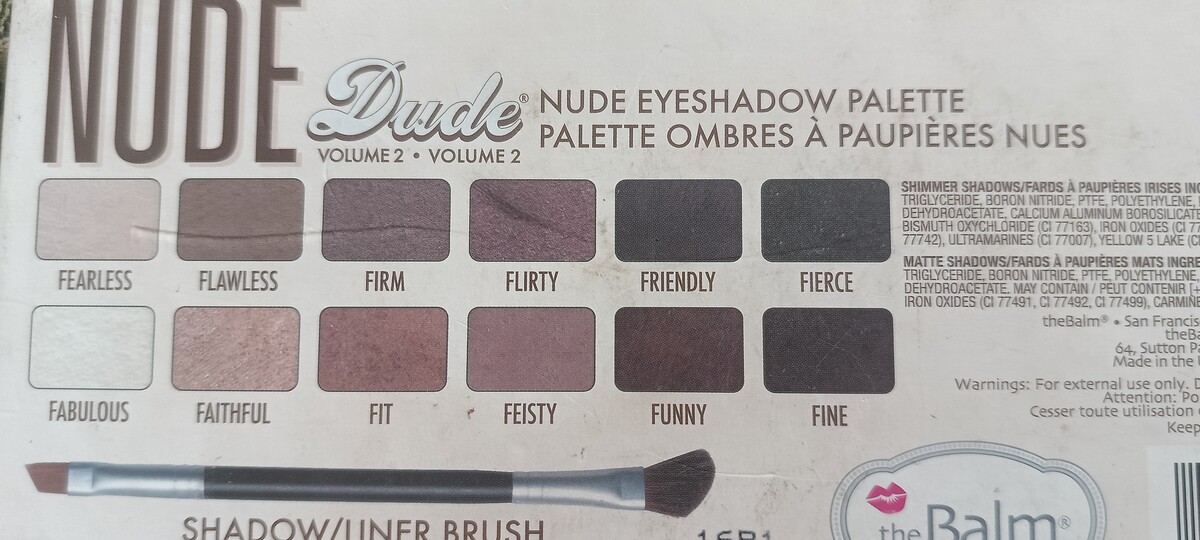 NUDE
Dude®
VOLUME 2 • VOLUME 2
NUDE EYESHADOW PALETTE
PALETTE OMBRES À PAUPIÈRES NUES
FEARLESS FLAWLESS FIRM FLIRTY FRIENDLY FIERCE
FABULOUS FAITHFUL FIT FEISTY FUNNY FINE
SHIMMER SHADOWS/FARDS À PAUPIÈRES IRISES
TRIGLYCERIDE, BORON NITRIDE, PTFE, POLYETHYLENE,
DEHYDROACETATE, CALCIUM ALUMINUM
BISMUTH OXYCHLORIDE (CI 77163), IRON OXIDES (CI
77742), ULTRAMARINES (CI 77007), YELLOW 5 LAKE
MATTE SHADOWS/FARDS À PAUPIÈRES MATS
TRIGLYCERIDE, BORON NITRIDE, PTFE, POLYETHYLENE
DEHYDROACETATE, MAY CONTAIN / PEUT CONTENIR [+
IRON OXIDES (CI 77491, CI 77492, CI 77499),
theBalm® • San
64, Sutton
Made in the
Warnings: For external use only.
Attention:
Cesser toute utilisation
Keep
SHADOW/LINER BRUSH
theBalm®